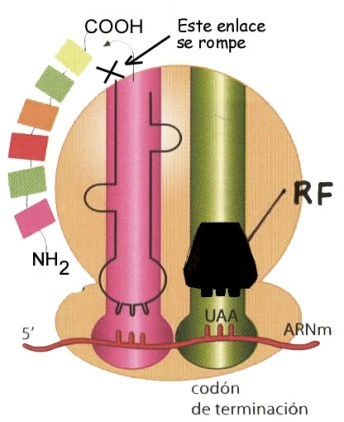 COOH
Este enlace
se rompe
RF
NH2
UAA
5'
ARNm
codón
de terminación